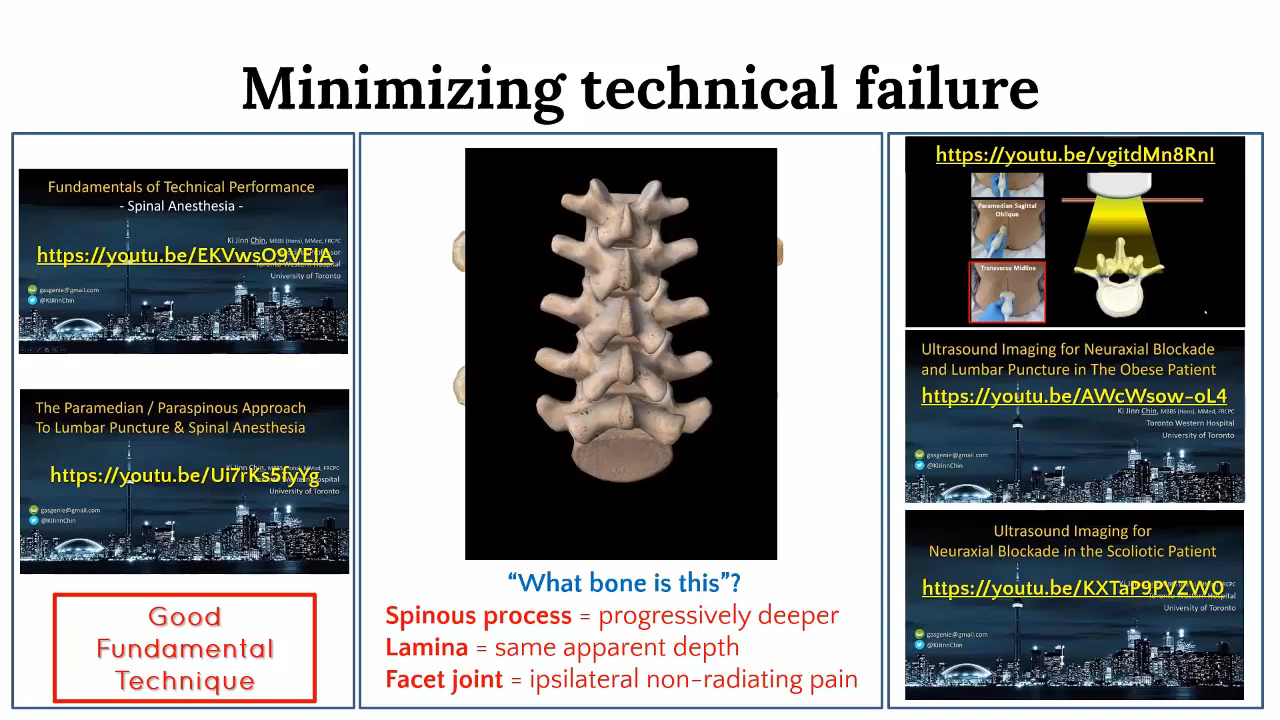 Minimizing technical failure
Fundamentals of Technical Performance
- Spinal Anesthesia -
Ki Jinn Chin, MBBS (Hons), MMed, FRCPC
https://youtu.be/EKVwsO9VEIA
Toronto Western Hospital
University of Toronto
gasgenie@gmail.com
@KiJinnChin
The Paramedian / Paraspinous Approach
To Lumbar Puncture & Spinal Anesthesia
Ki Jinn Chin, MBBS (Hons), MMed, FRCPC
https://youtu.be/Ui7rKs5fyYg
Hospital
University of Toronto
gasgenie@gmail.com
@KiJinnChin
Good
Fundamental
Technique
“What bone is this”?
Spinous process = progressively deeper
Lamina = same apparent depth
Facet joint = ipsilateral non-radiating pain
https://youtu.be/vgitdMn8RnI
Paramedian Sagittal
Oblique
Transverse Midline
Ultrasound Imaging for Neuraxial Blockade
and Lumbar Puncture in The Obese Patient
https://youtu.be/AWcWsow-oL4
Ki Jinn Chin, MBBS (Hons), MMed, FRCPC
Toronto Western Hospital
University of Toronto
gasgenie@gmail.com
@KiJinnChin
Ultrasound Imaging for
Neuraxial Blockade in the Scoliotic Patient
https://youtu.be/KXTaP9PVZW0
Hospital
University of Toronto
gasgenie@gmail.com
@KiJinnChin